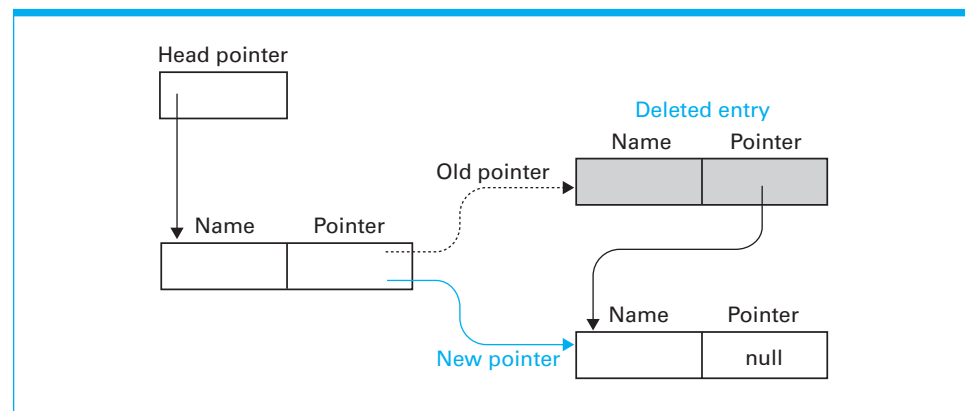 Head pointer
Deleted entry
Name Pointer
Old pointer
Name Pointer
Name Pointer
New pointer
null